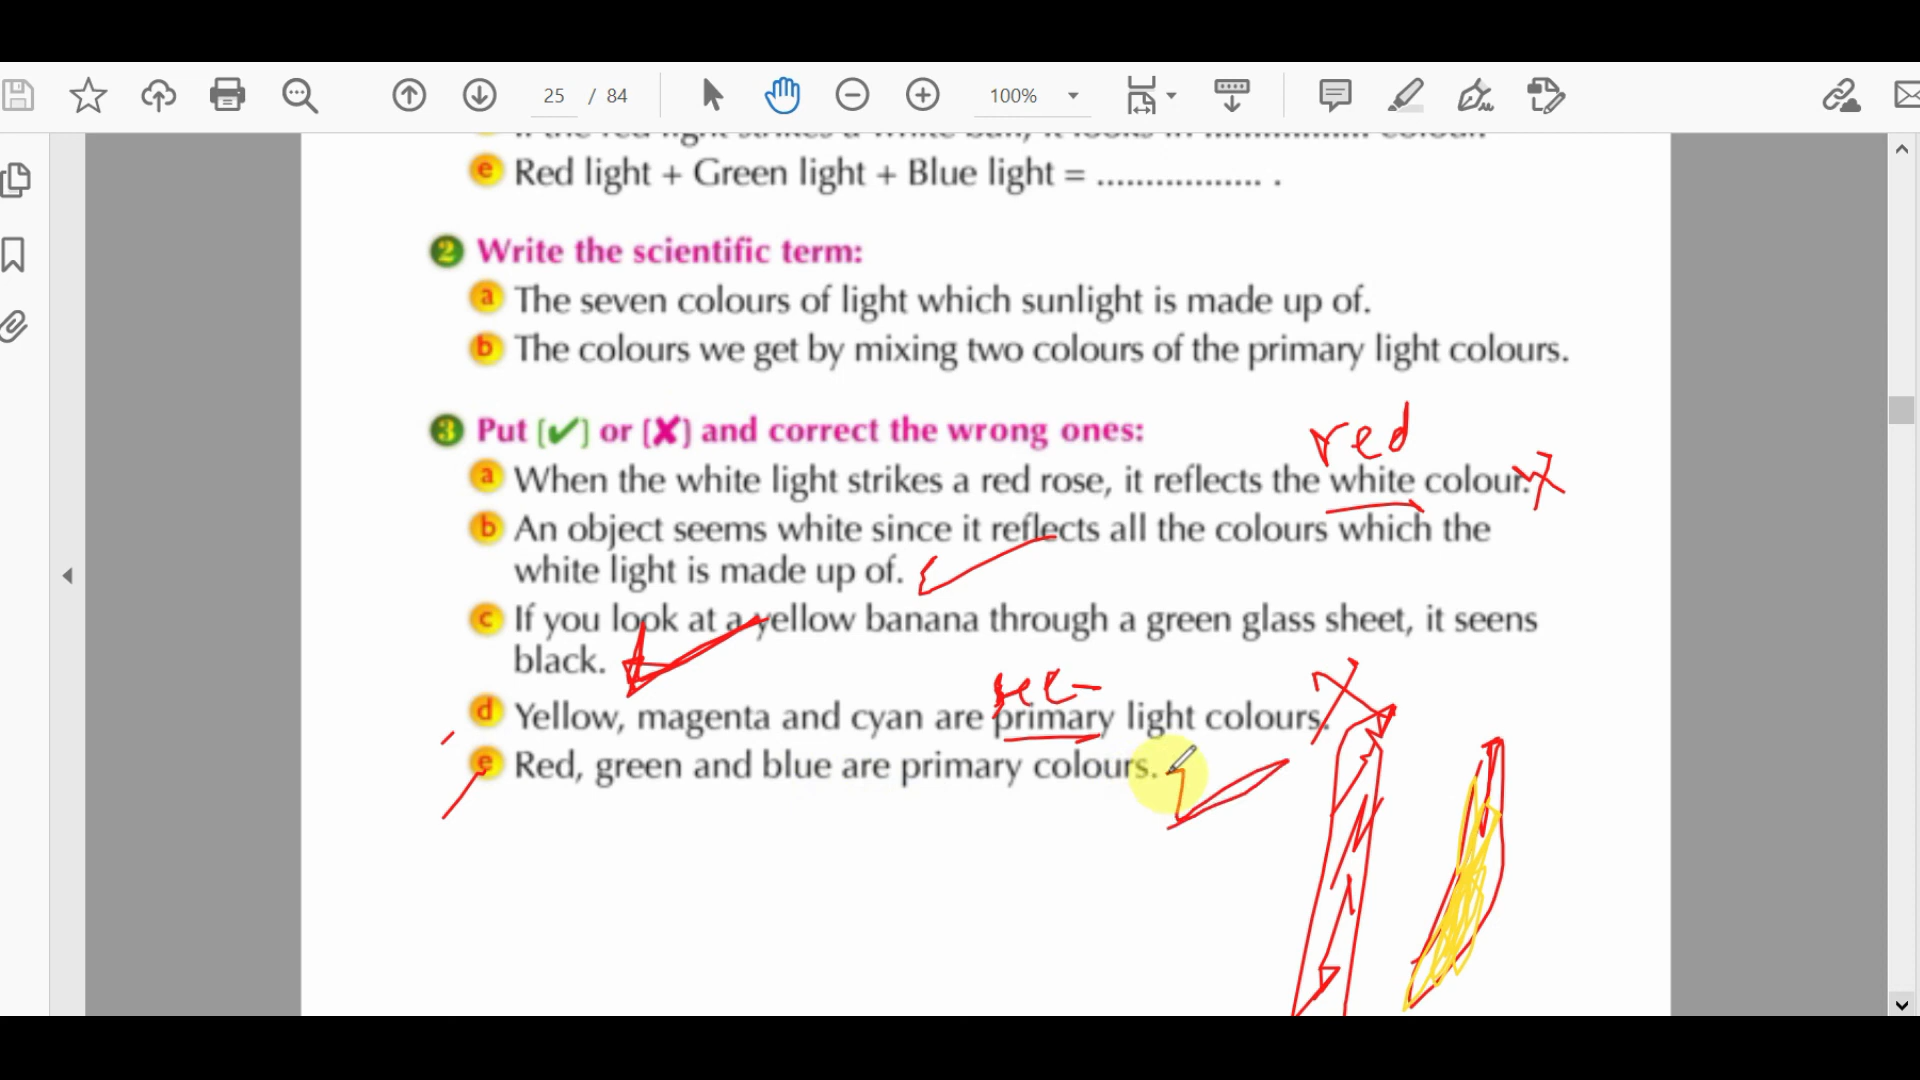 25 / 84 100%
e Red light + Green light + Blue light = ................. .
2 Write the scientific term:
a The seven colours of light which sunlight is made up of.
b The colours we get by mixing two colours of the primary light colours.
3 Put (✔) or (✘) and correct the wrong ones:
red
a When the white light strikes a red rose, it reflects the white colour.
b An object seems white since it reflects all the colours which the
white light is made up of.
c If you look at a yellow banana through a green glass sheet, it seens
black.
d Yellow, magenta and cyan are primary light colours.
e Red, green and blue are primary colours.